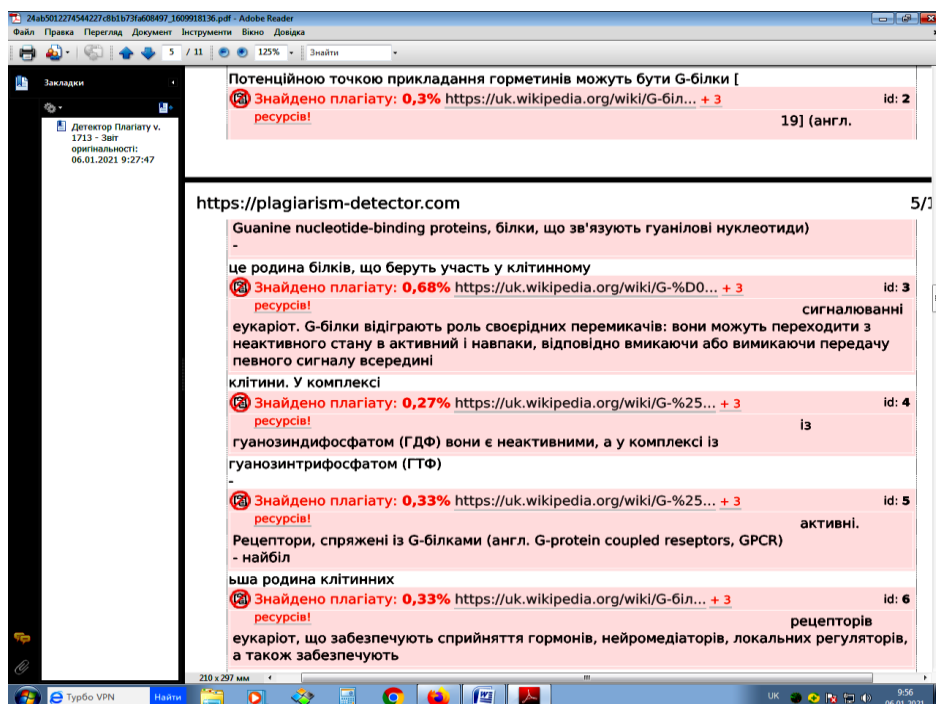 24ab5012274544227c8b1b73fa608497_1609918136.pdf - Adobe Reader
Файл Правка Перегляд Документ Інструменти Вікно Довідка
5 / 11 125% Знайти
Закладки
Детектор Плагіату v.
1713 - Звіт
оригінальності:
06.01.2021 9:27:47
Потенційною точкою прикладання горметинів можуть бути G-білки [
Знайдено плагіату: 0,3% https://uk.wikipedia.org/wiki/G-біл... + 3 id: 2
ресурсів!
19] (англ.
https://plagiarism-detector.com 5/1
Guanine nucleotide-binding proteins, білки, що зв'язують гуанілові нуклеотиди)
-
це родина білків, що беруть участь у клітинному
Знайдено плагіату: 0,68% https://uk.wikipedia.org/wiki/G-%D0... + 3 id: 3
ресурсів!
сигналюванні
еукаріот. G-білки відіграють роль своєрідних перемикачів: вони можуть переходити з
неактивного стану в активний і навпаки, відповідно вмикаючи або вимикаючи передачу
певного сигналу всередині
клітини. У комплексі
Знайдено плагіату: 0,27% https://uk.wikipedia.org/wiki/G-%25... + 3 id: 4
ресурсів!
із
гуанозиндифосфатом (ГДФ) вони є неактивними, а у комплексі із
гуанозинтрифосфатом (ГТФ)
-
Знайдено плагіату: 0,33% https://uk.wikipedia.org/wiki/G-%25... + 3 id: 5
ресурсів!
активні.
Рецептори, спряжені із G-білками (англ. G-protein coupled reseptors, GPCR)
- найбіл
ьша родина клітинних
Знайдено плагіату: 0,33% https://uk.wikipedia.org/wiki/G-біл... + 3 id: 6
ресурсів!
рецепторів
еукаріот, що забезпечують сприйняття гормонів, нейромедіаторів, локальних регуляторів,
а також забезпечують
210 x 297 мм
Турбо VPN Найти UK 9:56
06.01.2021